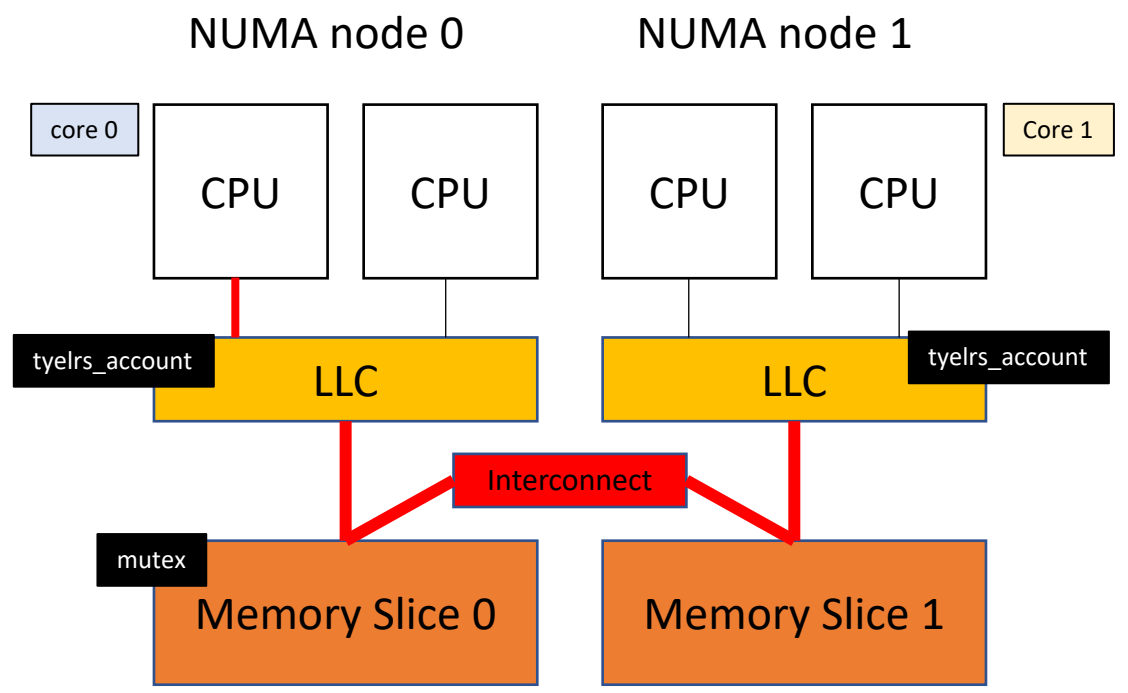 NUMA node 0
NUMA node 1
core 0
CPU
CPU
CPU
CPU
Core 1
tyelrs_account
LLC
LLC
tyelrs_account
Interconnect
mutex
Memory Slice 0
Memory Slice 1